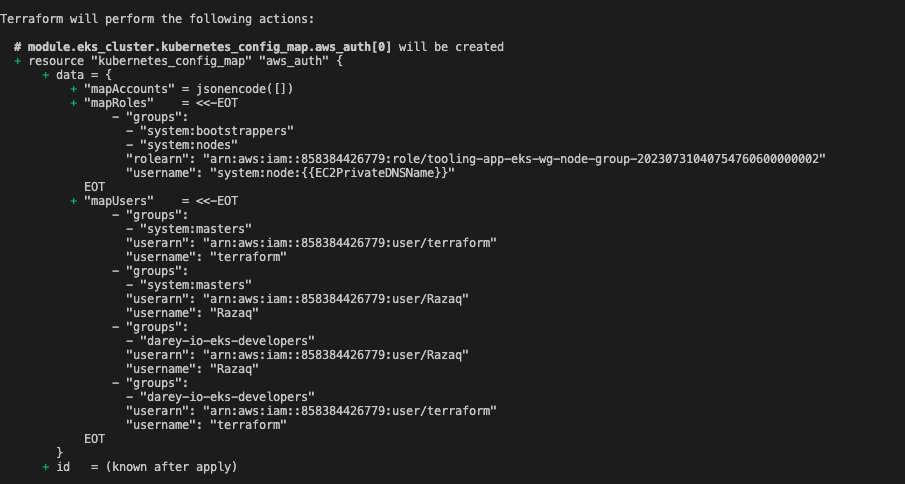 Terraform will perform the following actions:
# module.eks_cluster.kubernetes_config_map.aws_auth[0] will be created
+ resource "kubernetes_config_map" "aws_auth" {
+ data = {
+ "mapAccounts" = jsonencode([])
+ "mapRoles" = <<-EOT
- "groups":
- "system:bootstrappers"
- "system:nodes"
"rolearn": "arn:aws:iam::858384426779:role/tooling-app-eks-wg-node-group-20230731040754760600000002"
"username": "system:node:{{EC2PrivateDNSName}}"
EOT
+ "mapUsers" = <<-EOT
- "groups":
- "system:masters"
"userarn": "arn:aws:iam::858384426779:user/terraform"
"username": "terraform"
- "groups":
- "system:masters"
"userarn": "arn:aws:iam::858384426779:user/Razaq"
"username": "Razaq"
- "groups":
- "darey-io-eks-developers"
"userarn": "arn:aws:iam::858384426779:user/Razaq"
"username": "Razaq"
- "groups":
- "darey-io-eks-developers"
"userarn": "arn:aws:iam::858384426779:user/terraform"
"username": "terraform"
EOT
}
+ id = (known after apply)